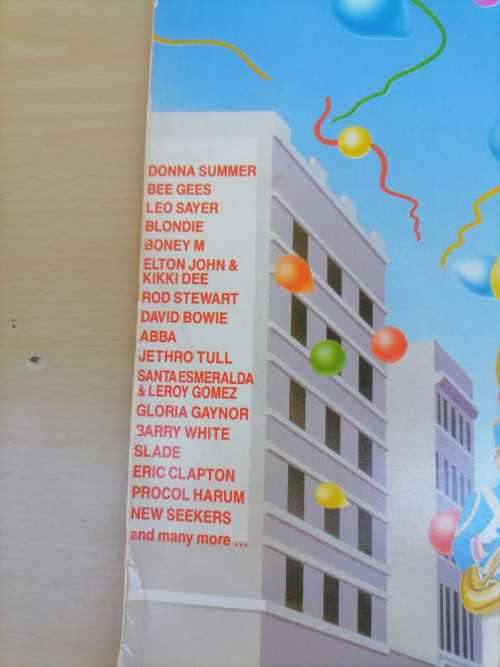 DONNA SUMMER
BEE GEES
LEO SAYER
BLONDIE
BONEY M
ELTON JOHN &
KIKKI DEE
ROD STEWART
DAVID BOWIE
ABBA
JETHRO TULL
SANTA ESMERALDA
& LEROY GOMEZ
GLORIA GAYNOR
BARRY WHITE
SLADE
ERIC CLAPTON
PROCOL HARUM
NEW SEEKERS
and many more ...